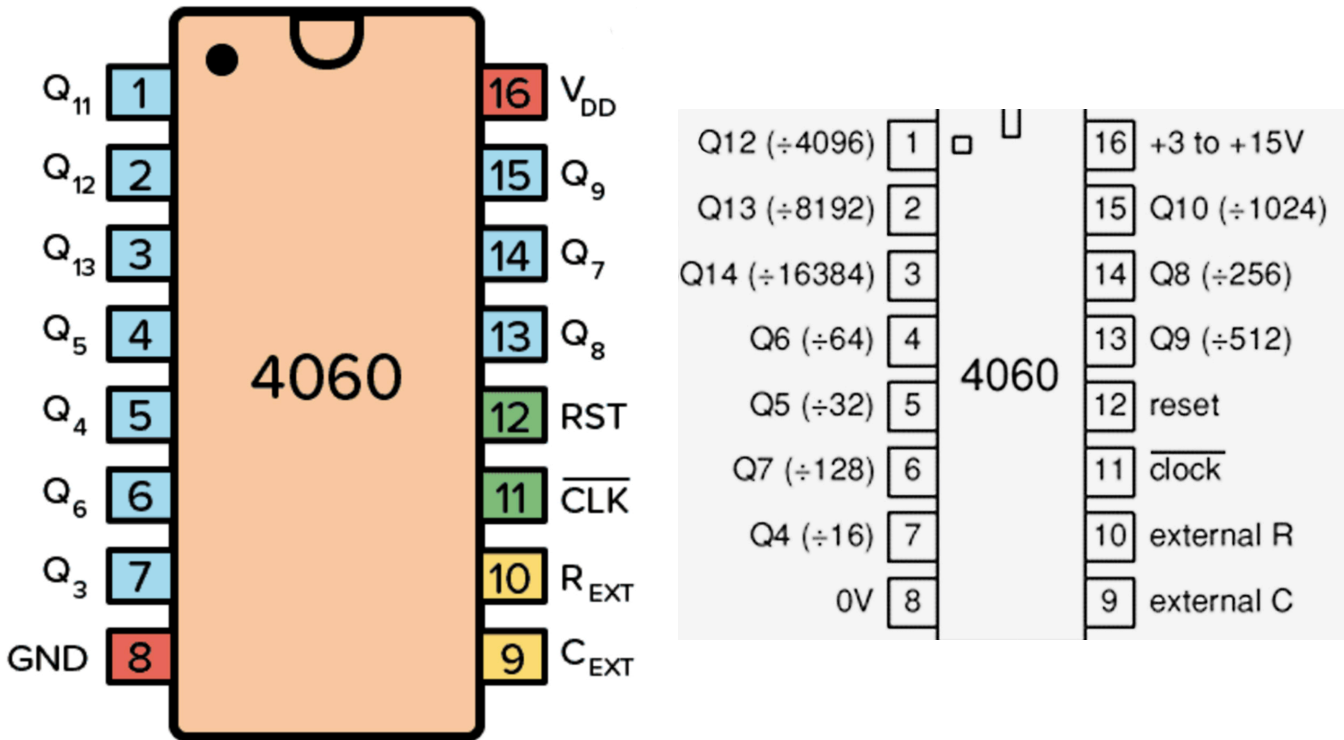 Q11 1 16 VDD
Q12 2 15 Q9
Q13 3 14 Q7
Q5 4 13 Q8
4060
Q4 5 12 RST
Q6 6 11 C̅L̅K̅
Q3 7 10 REXT
GND 8 9 CEXT
Q12 (÷4096) 1 16 +3 to +15V
Q13 (÷8192) 2 15 Q10 (÷1024)
Q14 (÷16384) 3 14 Q8 (÷256)
Q6 (÷64) 4 13 Q9 (÷512)
4060
Q5 (÷32) 5 12 reset
Q7 (÷128) 6 11 c̅l̅o̅c̅k̅
Q4 (÷16) 7 10 external R
0V 8 9 external C